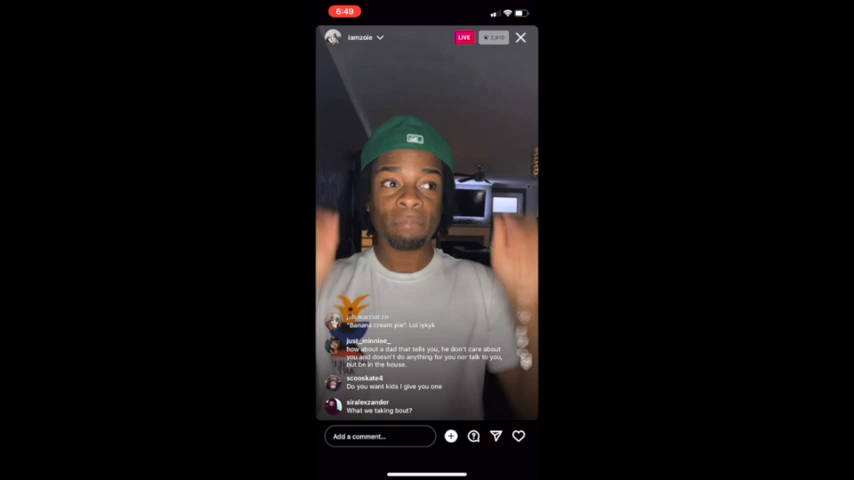 6:49
iamzoie
LIVE
"Banana cream pie". Lol iykyk
just_minniee_
how about a dad that tells you, he don't care about
you and doesn't do anything for you nor talk to you,
but be in the house.
scooskate4
Do you want kids I give you one
siralexzander
What we taking bout?
Add a comment...